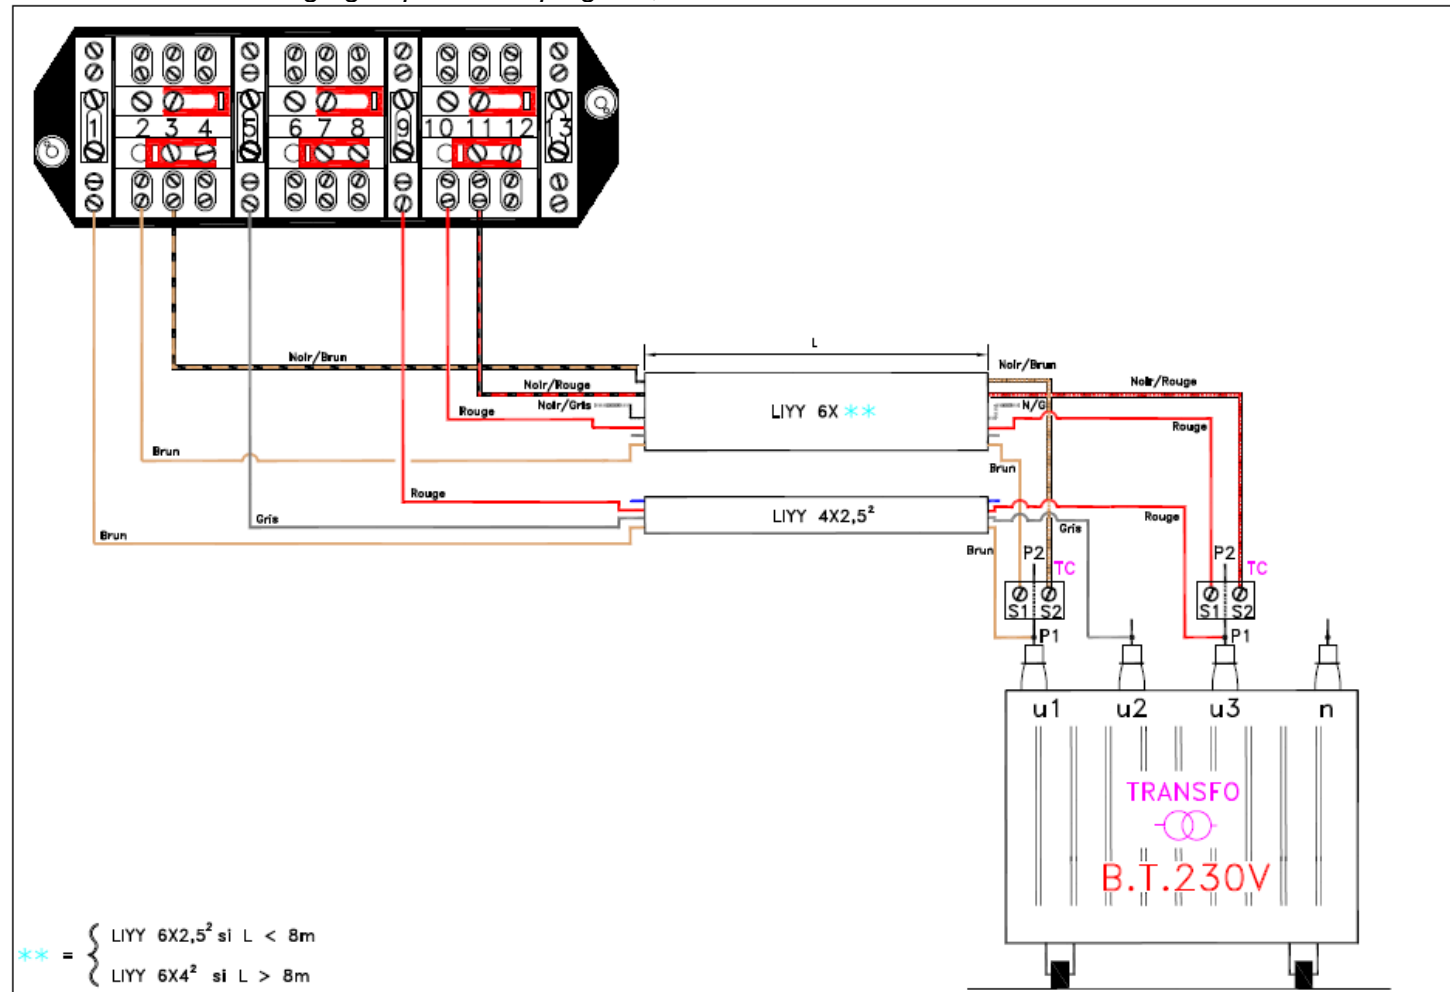 1 2 3 4 5 6 7 8 9 10 11 12 13
L
Noir/Brun
Noir/Brun
Noir/Rouge
Noir/Rouge
Noir/Gris
N/G
LIYY 6X **
Rouge
Rouge
Brun
Brun
Rouge
Rouge
LIYY 4X2,5²
Gris
Gris
Brun
Brun
P2
TC
P2
TC
S1 S2
S1 S2
P1
P1
u1 u2 u3 n
TRANSFO
B.T.230V
** =
LIYY 6X2,5² si L < 8m
LIYY 6X4² si L > 8m